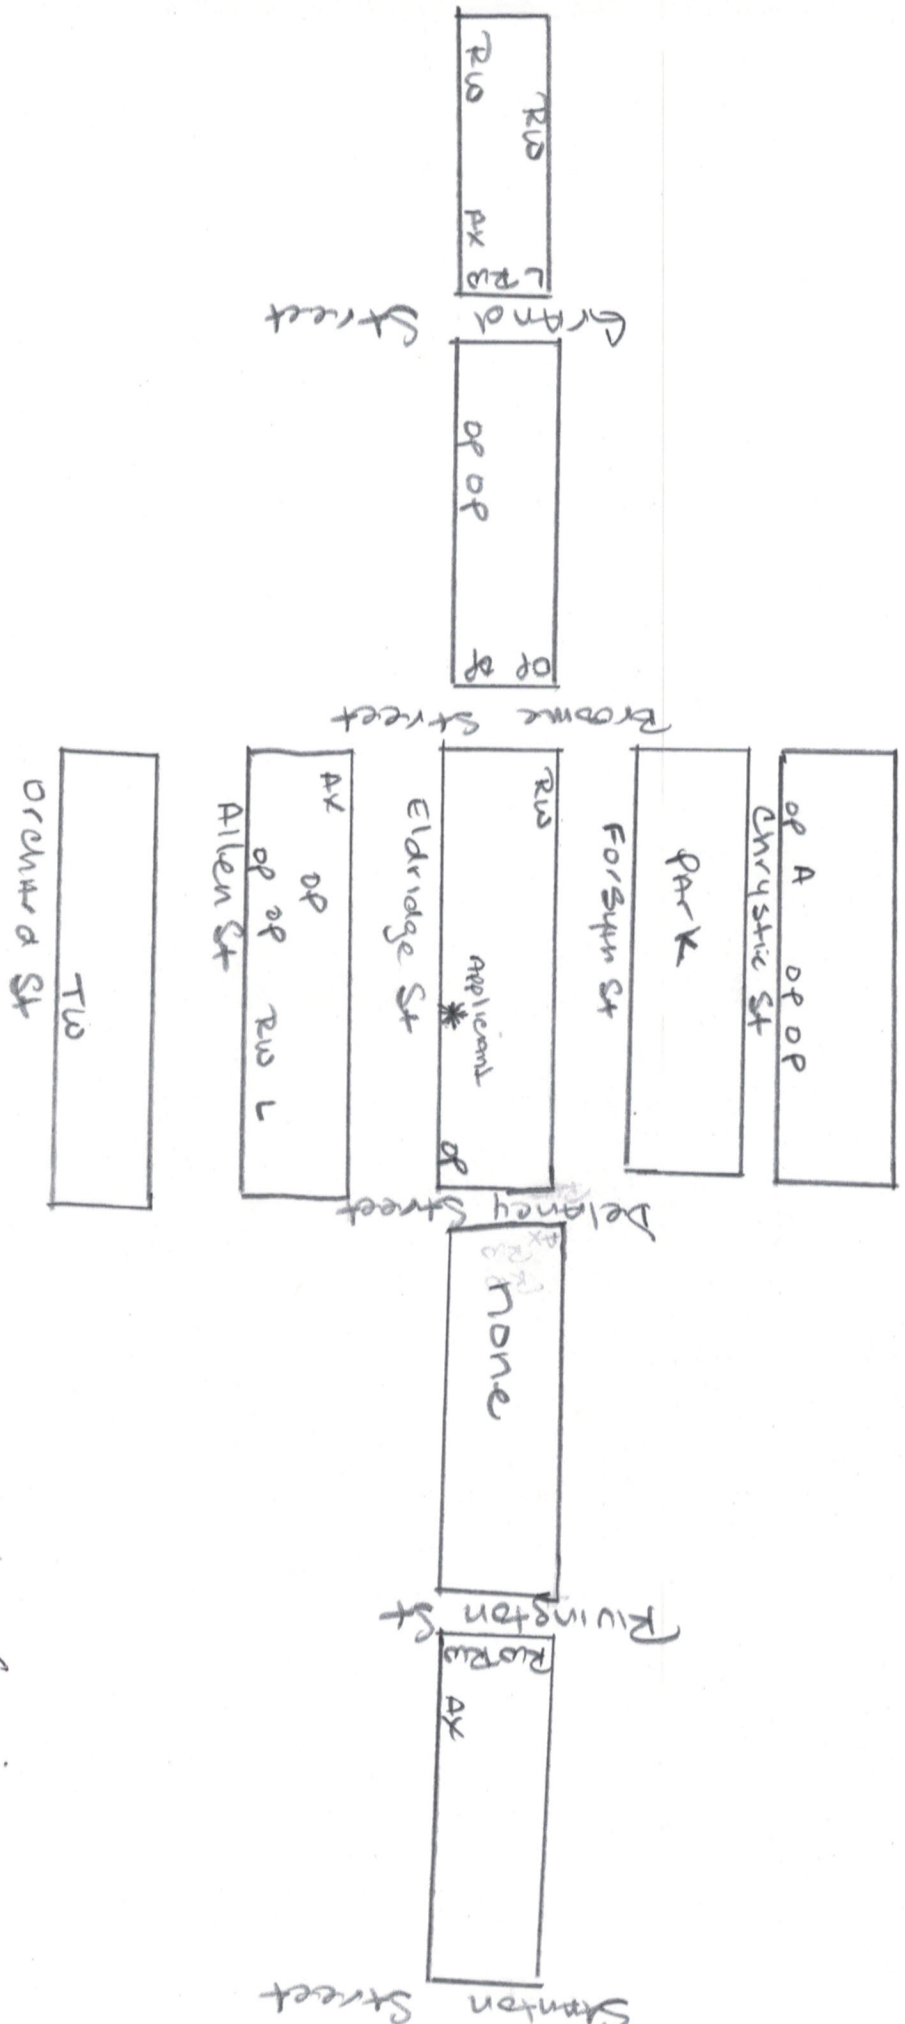 RW
RW
AX
L RW
Grand Street
OP OP
OP OP
Broome Street
OP A OP OP
Chrystie St
Park
Forsyth St
RW
Applicant
*
OP
Eldridge St
AX
OP
OP OP RW L
Allen St
TW
Orchard St
Delancy Street
none
Rivington St
RW RW RW
AX
Stanton Street